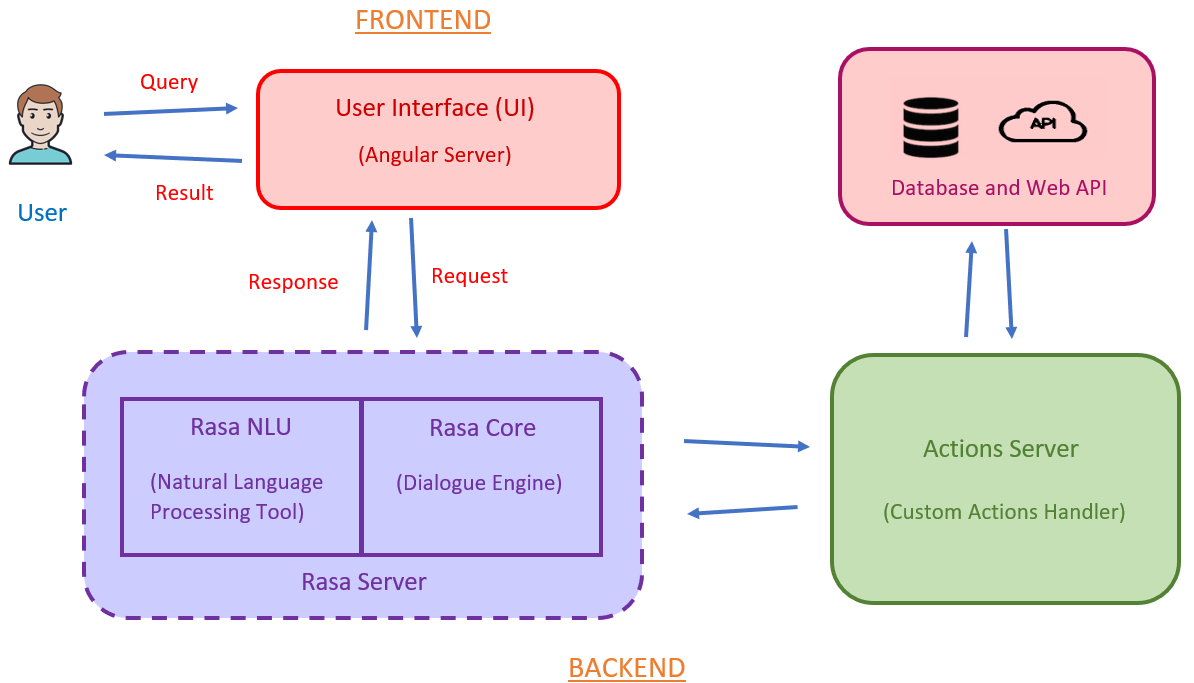 FRONTEND
Query
User Interface (UI)
(Angular Server)
Result
User
API
Database and Web API
Response
Request
Rasa NLU
(Natural Language
Processing Tool)
Rasa Core
(Dialogue Engine)
Rasa Server
Actions Server
(Custom Actions Handler)
BACKEND